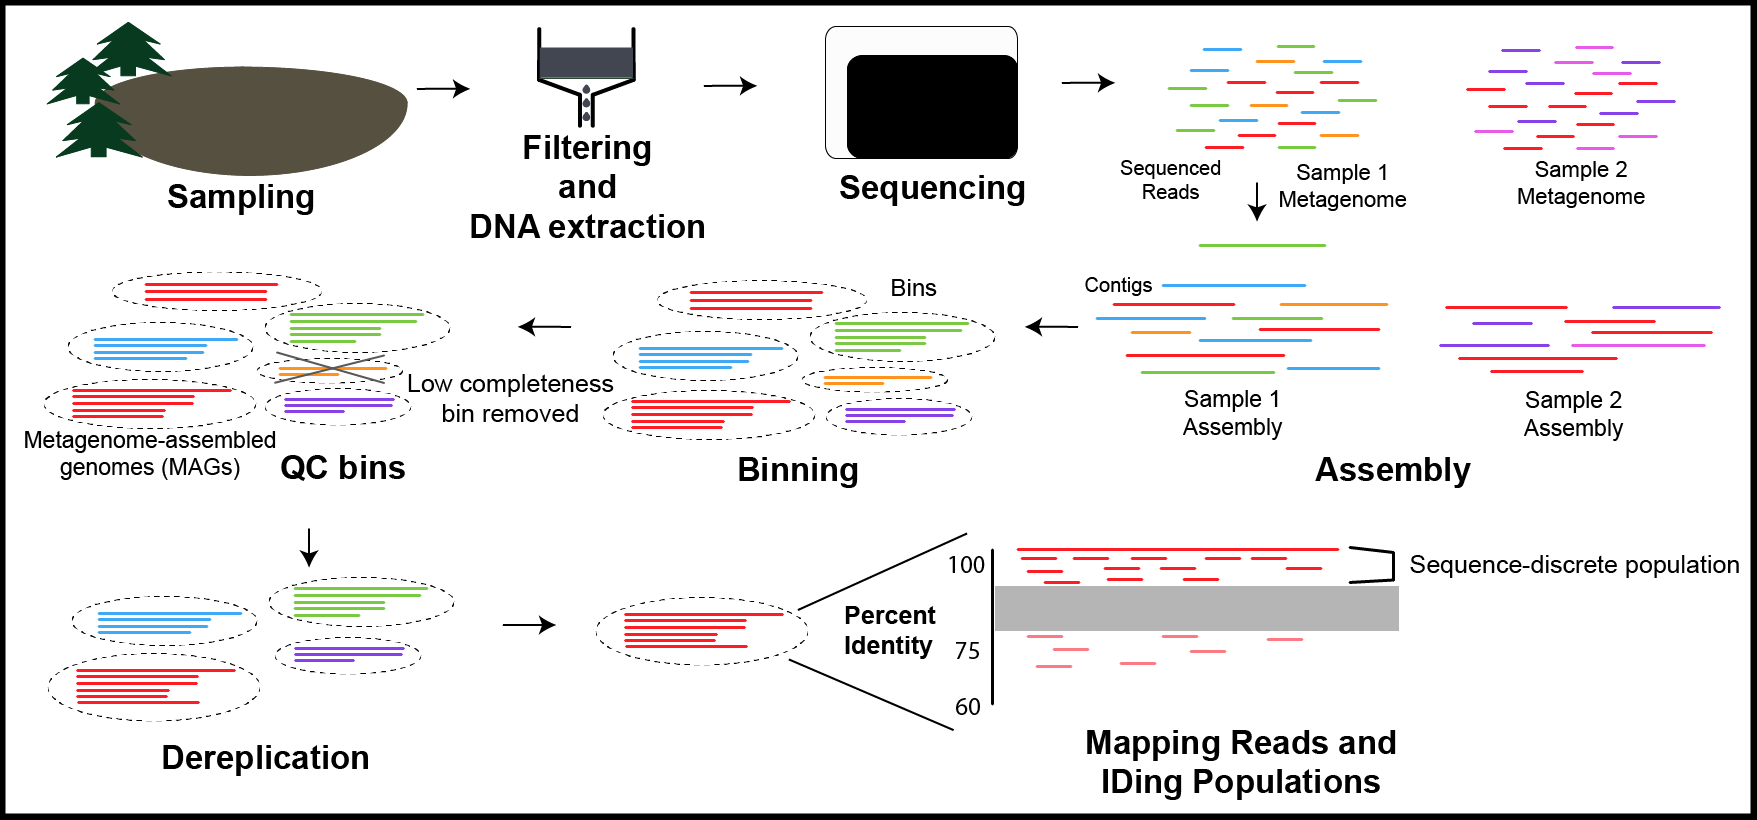 Sampling
Filtering
and
DNA extraction
Sequencing
Sequenced
Reads
Sample 1
Metagenome
Sample 2
Metagenome
Contigs
Sample 1
Assembly
Sample 2
Assembly
Assembly
Bins
Binning
Low completeness
bin removed
Metagenome-assembled
genomes (MAGs)
QC bins
Dereplication
Percent
Identity
100
75
60
Sequence-discrete population
Mapping Reads and
IDing Populations